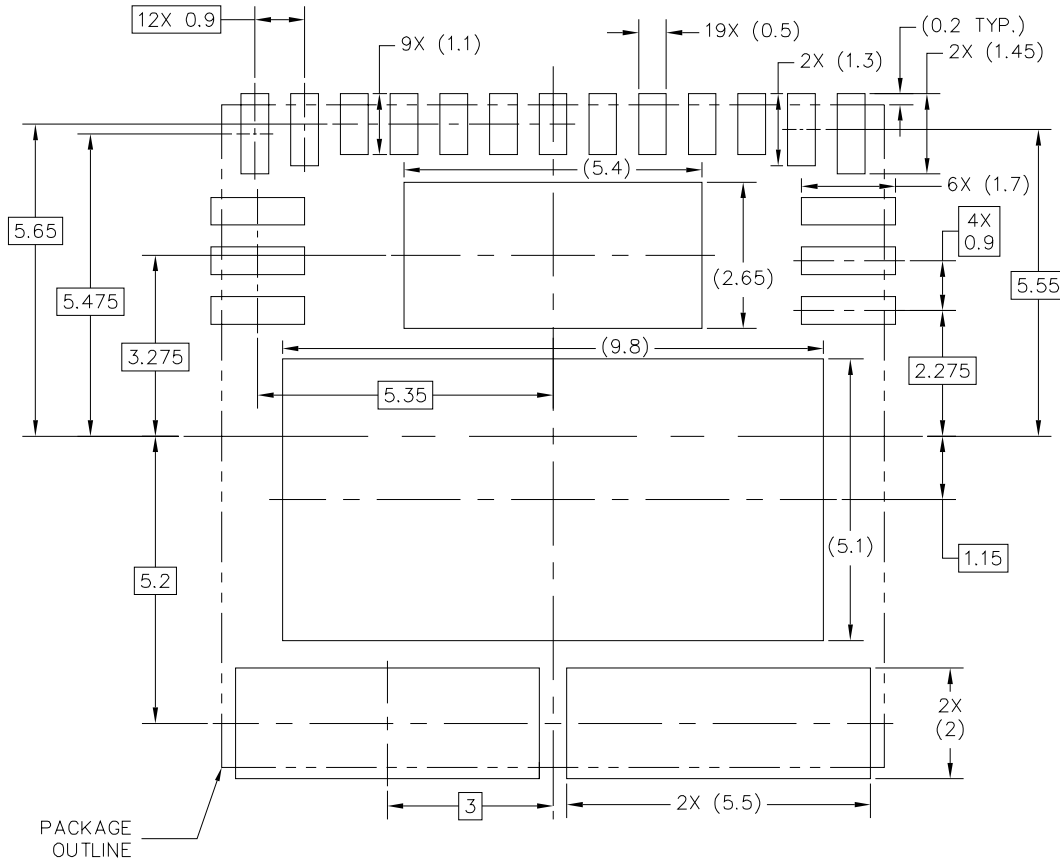 12X 0.9
9X (1.1)
19X (0.5)
(0.2 TYP.)
2X (1.3)
2X (1.45)
(5.4)
6X (1.7)
5.65
4X
0.9
5.475
(2.65)
5.55
3.275
(9.8)
2.275
5.35
(5.1)
1.15
5.2
2X
(2)
3
2X (5.5)
PACKAGE
OUTLINE